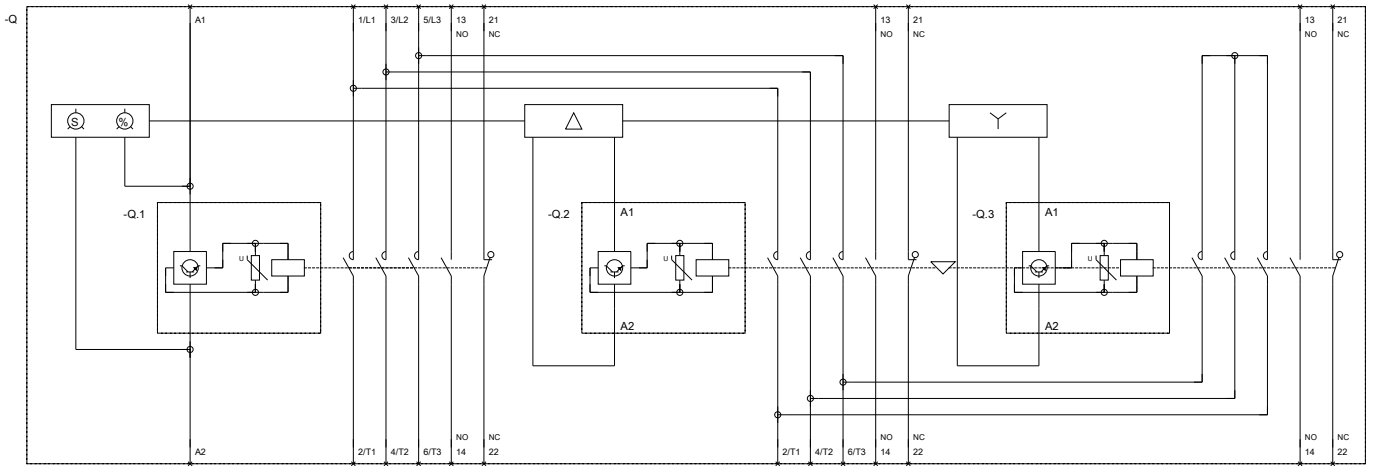 -Q A1 1/L1 3/L2 5/L3 13 21 13 21 13 21
NO NC NO NC NO NC
S % Δ Y
-Q.1 -Q.2 A1 -Q.3 A1
U U U
A2 A2
NO NC NO NC NO NC
A2 2/T1 4/T2 6/T3 14 22 2/T1 4/T2 6/T3 14 22 14 22